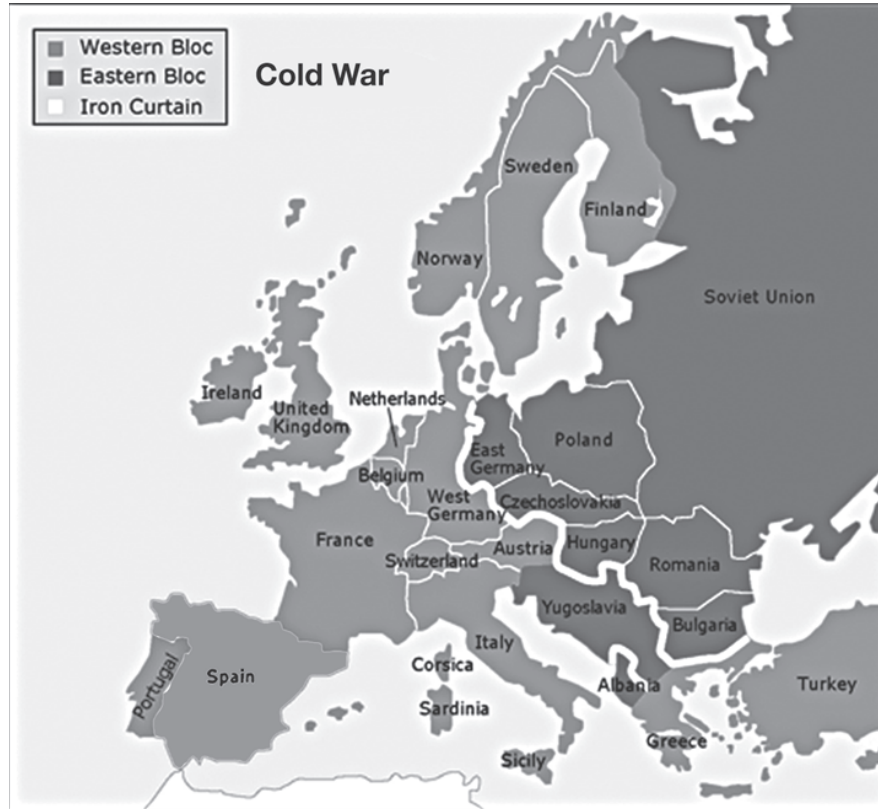 Western Bloc
Eastern Bloc
Iron Curtain
Cold War
Sweden
Finland
Norway
Soviet Union
Ireland
United
Kingdom
Netherlands
Belgium
East
Germany
Poland
West
Germany
Czechoslovakia
France
Switzerland
Austria
Hungary
Romania
Yugoslavia
Bulgaria
Italy
Corsica
Sardinia
Albania
Portugal
Spain
Turkey
Greece
Sicily